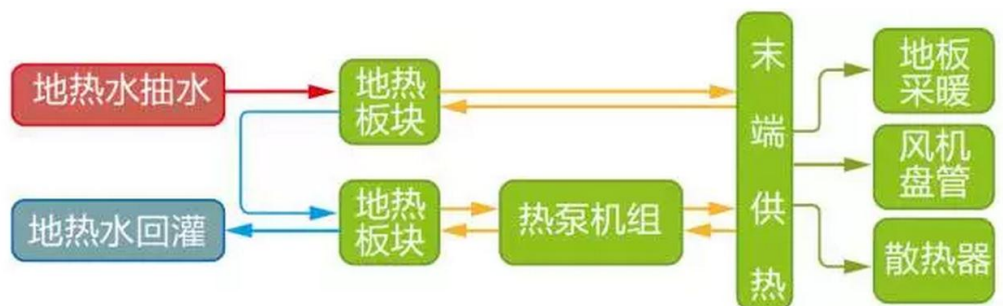 地热水抽水
地热
板块
末端供热
地板
采暖
风机
盘管
地热水回灌
地热
板块
热泵机组
散热器